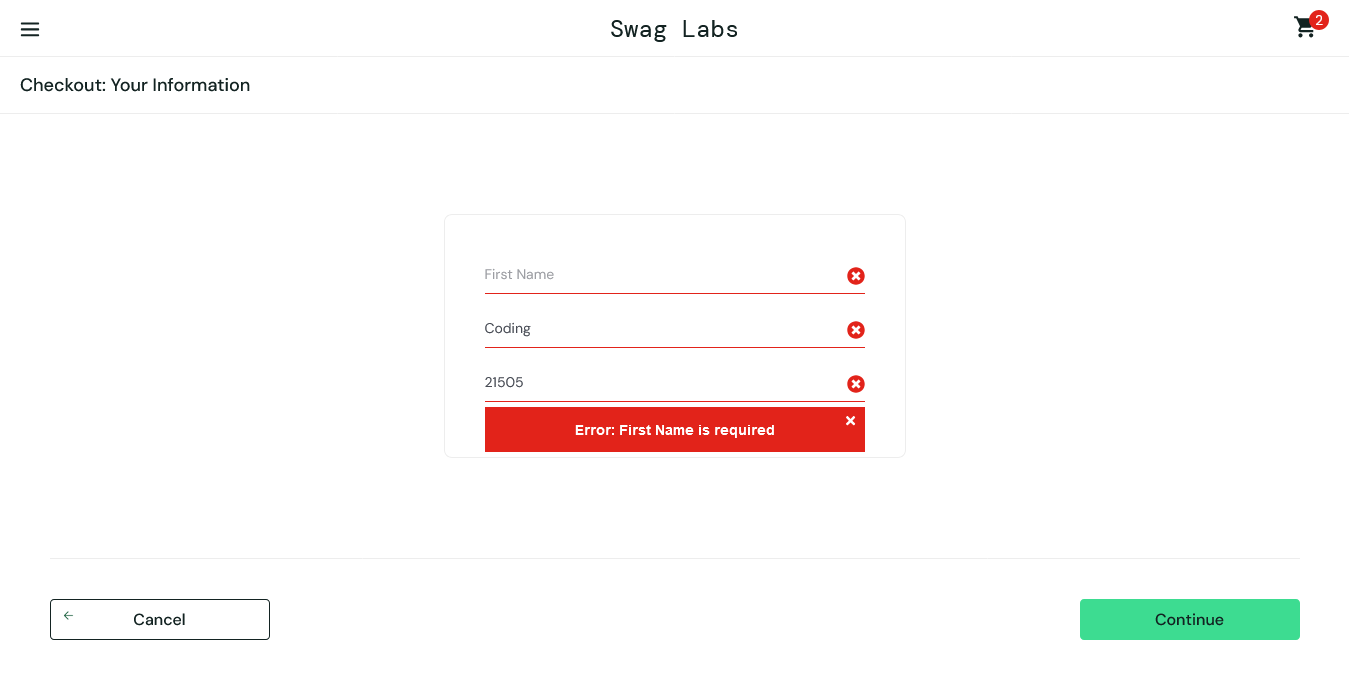 Swag Labs
2
Checkout: Your Information
First Name
Coding
21505
Error: First Name is required
Cancel
Continue